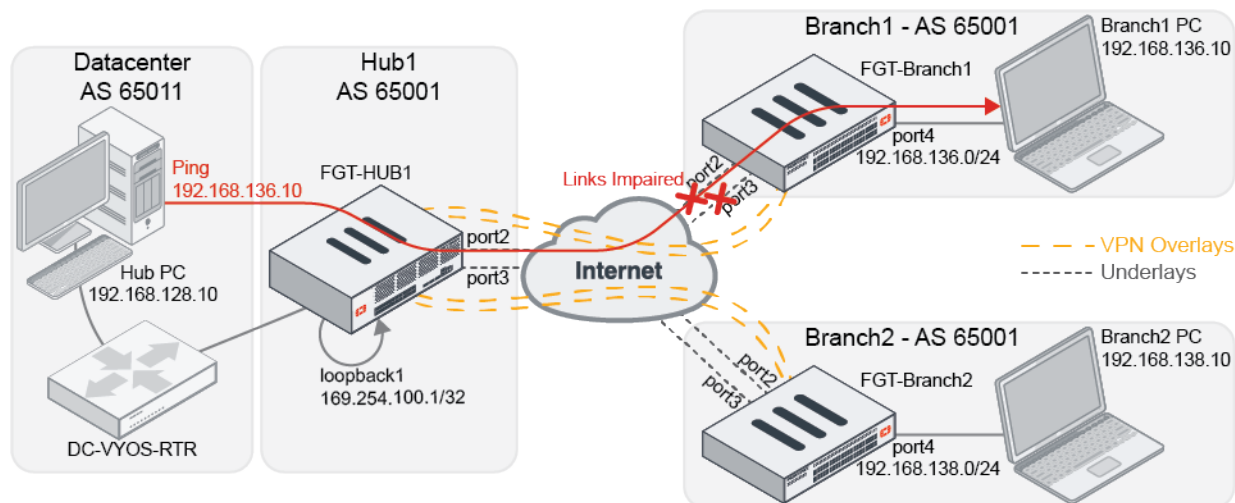 Datacenter
AS 65011
Ping
192.168.136.10
Hub PC
192.168.128.10
DC-VYOS-RTR
Hub1
AS 65001
FGT-HUB1
port2
port3
loopback1
169.254.100.1/32
Internet
Links Impaired
Branch1 - AS 65001
FGT-Branch1
port2
port3
port4
192.168.136.0/24
Branch1 PC
192.168.136.10
VPN Overlays
Underlays
Branch2 - AS 65001
FGT-Branch2
port2
port3
port4
192.168.138.0/24
Branch2 PC
192.168.138.10